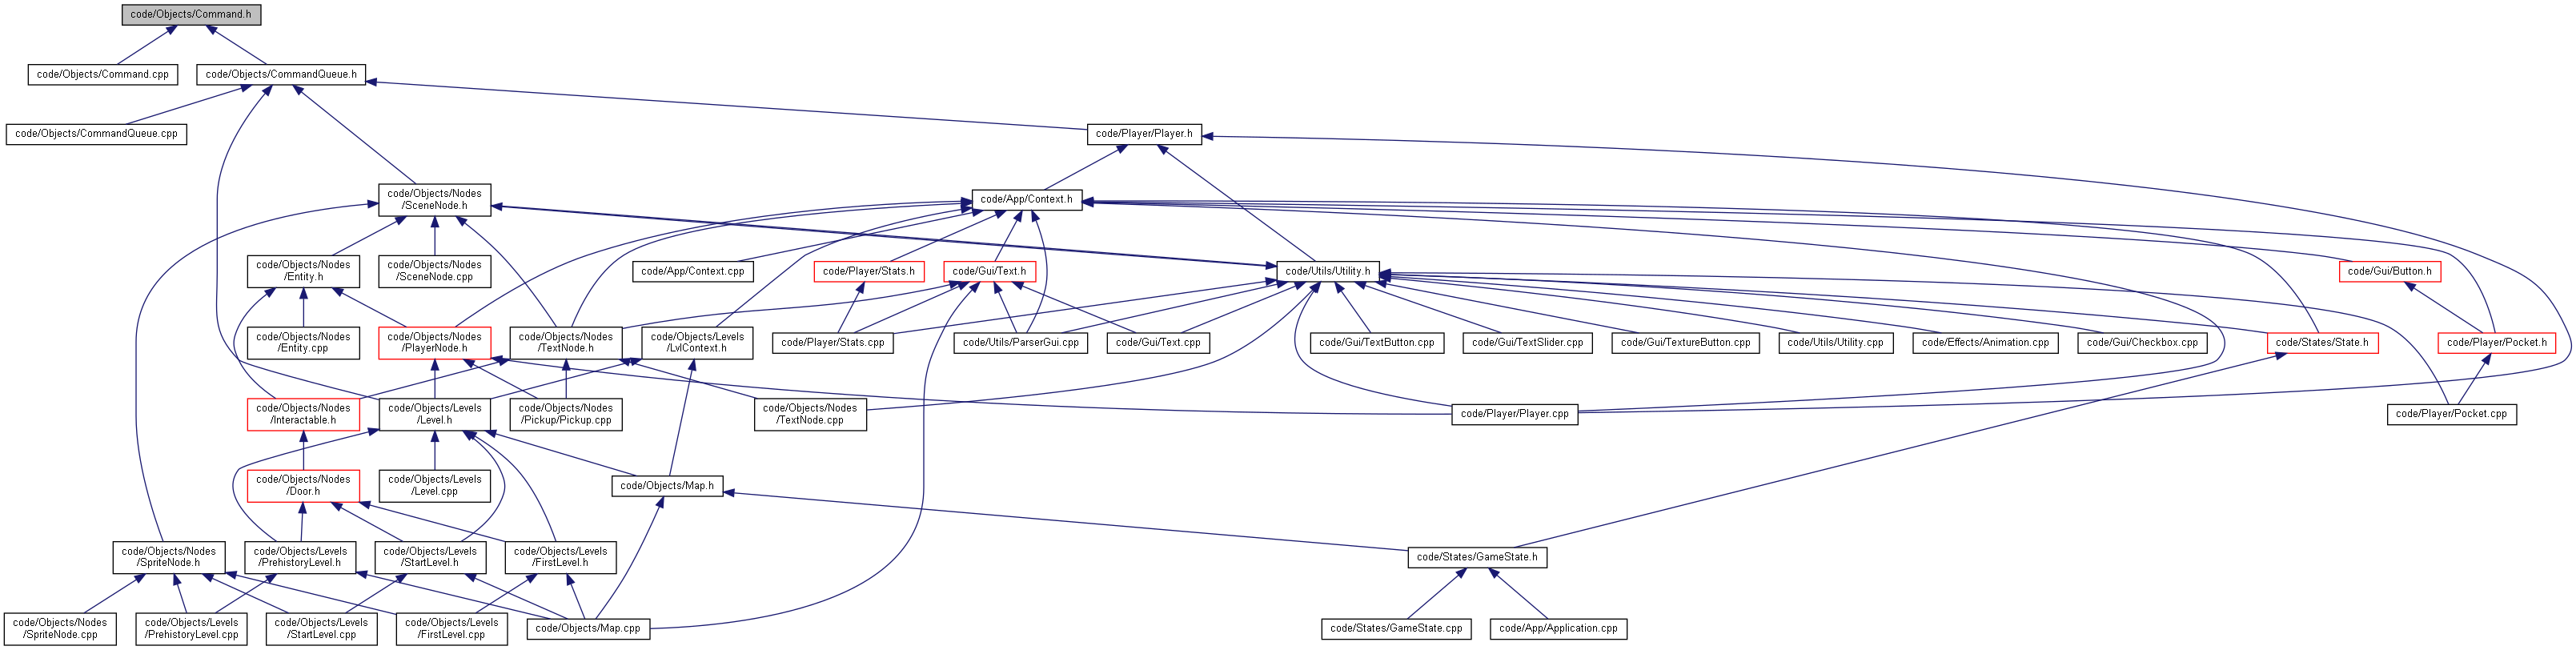 code/Objects/Command.h
code/Objects/Command.cpp
code/Objects/CommandQueue.h
code/Objects/CommandQueue.cpp
code/Player/Player.h
code/Objects/Nodes
/SceneNode.h
code/App/Context.h
code/Objects/Nodes
/Entity.h
code/Objects/Nodes
/SceneNode.cpp
code/App/Context.cpp
code/Player/Stats.h
code/Gui/Text.h
code/Utils/Utility.h
code/Gui/Button.h
code/Objects/Nodes
/Entity.cpp
code/Objects/Nodes
/PlayerNode.h
code/Objects/Nodes
/TextNode.h
code/Objects/Levels
/LvlContext.h
code/Player/Stats.cpp
code/Utils/ParserGui.cpp
code/Gui/Text.cpp
code/Gui/TextButton.cpp
code/Gui/TextSlider.cpp
code/Gui/TextureButton.cpp
code/Utils/Utility.cpp
code/Effects/Animation.cpp
code/Gui/Checkbox.cpp
code/States/State.h
code/Player/Pocket.h
code/Objects/Nodes
/Interactable.h
code/Objects/Levels
/Level.h
code/Objects/Nodes
/Pickup/Pickup.cpp
code/Objects/Nodes
/TextNode.cpp
code/Player/Player.cpp
code/Player/Pocket.cpp
code/Objects/Nodes
/Door.h
code/Objects/Levels
/Level.cpp
code/Objects/Map.h
code/Objects/Nodes
/SpriteNode.h
code/Objects/Levels
/PrehistoryLevel.h
code/Objects/Levels
/StartLevel.h
code/Objects/Levels
/FirstLevel.h
code/States/GameState.h
code/Objects/Nodes
/SpriteNode.cpp
code/Objects/Levels
/PrehistoryLevel.cpp
code/Objects/Levels
/StartLevel.cpp
code/Objects/Levels
/FirstLevel.cpp
code/Objects/Map.cpp
code/States/GameState.cpp
code/App/Application.cpp